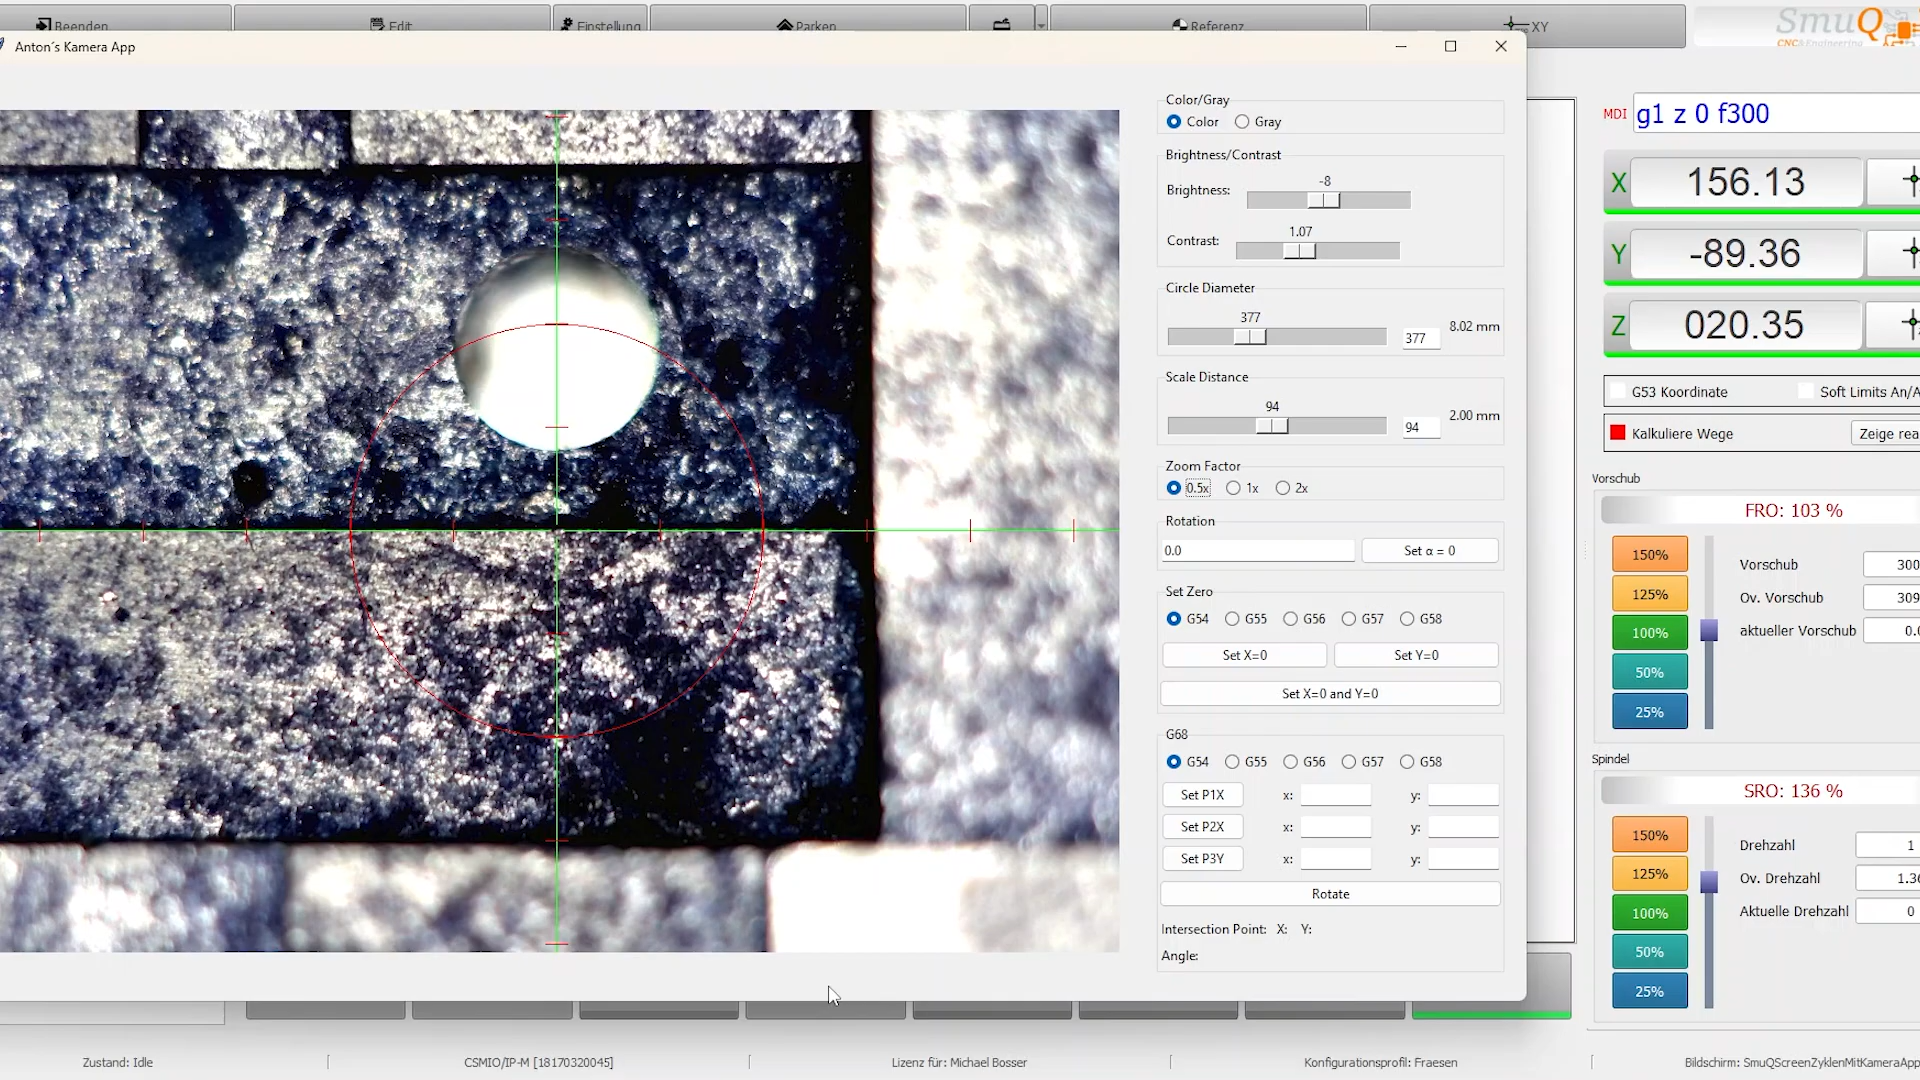 Beenden
Edit
Einstellung
Parken
Referenz
XY
SmuQ
CNC&Engineering
Anton´s Kamera App
Color/Gray
Color Gray
Brightness/Contrast
Brightness: -8
Contrast: 1.07
Circle Diameter
377
377 8.02 mm
Scale Distance
94
94 2.00 mm
Zoom Factor
0.5x 1x 2x
Rotation
0.0 Set α = 0
Set Zero
G54 G55 G56 G57 G58
Set X=0 Set Y=0
Set X=0 and Y=0
G68
G54 G55 G56 G57 G58
Set P1X x: y:
Set P2X x: y:
Set P3Y x: y:
Rotate
Intersection Point: X: Y:
Angle:
MDI g1 z 0 f300
X 156.13
Y -89.36
Z 020.35
G53 Koordinate Soft Limits An/A
Kalkuliere Wege Zeige rea
Vorschub
FRO: 103 %
150%
125%
100%
50%
25%
Vorschub 300
Ov. Vorschub 309
aktueller Vorschub 0.0
Spindel
SRO: 136 %
150%
125%
100%
50%
25%
Drehzahl 1
Ov. Drehzahl 1.36
Aktuelle Drehzahl 0
Zustand: Idle
CSMIO/IP-M [18170320045]
Lizenz für: Michael Bosser
Konfigurationsprofil: Fraesen
Bildschirm: SmuQScreenZyklenMitKameraApp